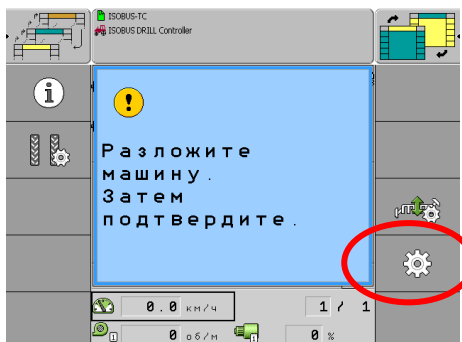 ISOBUS-TC
ISOBUS DRILL Controller
Разложите
машину.
Затем
подтвердите.
0.0 км/ч
1 / 1
0 об/м
0 %